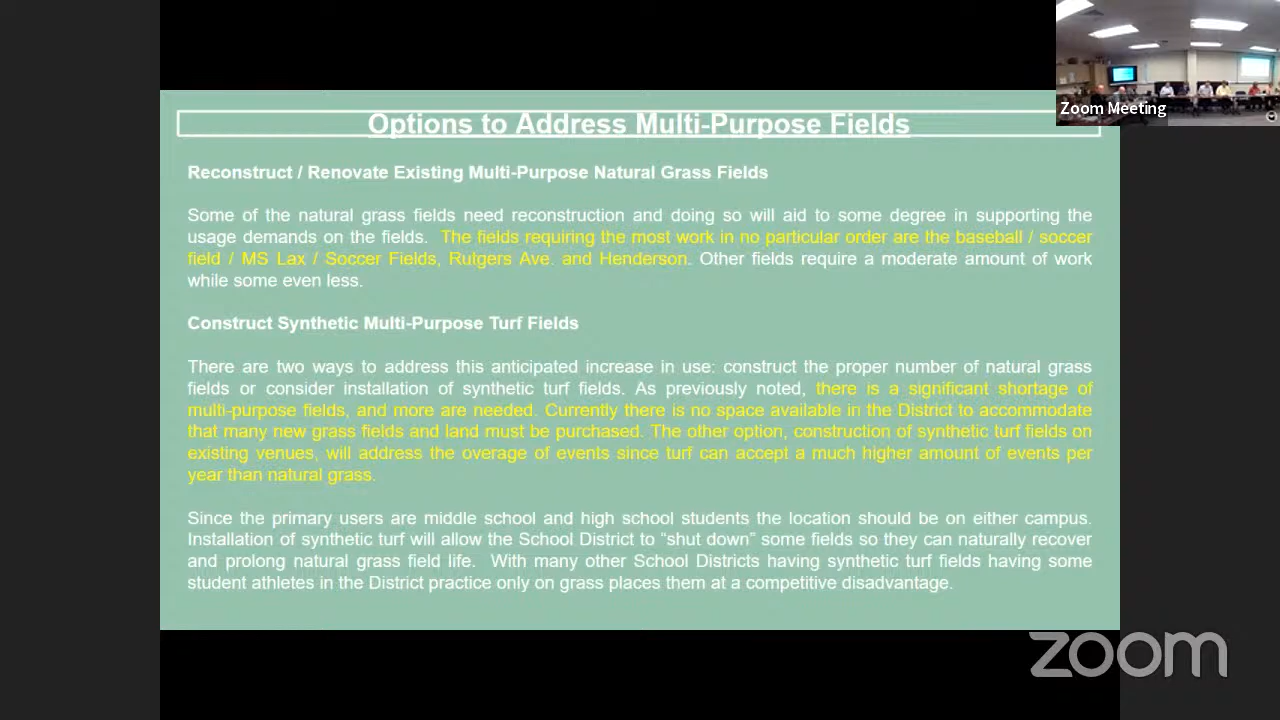 Zoom Meeting
Options to Address Multi-Purpose Fields
Reconstruct / Renovate Existing Multi-Purpose Natural Grass Fields
Some of the natural grass fields need reconstruction and doing so will aid to some degree in supporting the
usage demands on the fields. The fields requiring the most work in no particular order are the baseball / soccer
field / MS Lax / Soccer Fields, Rutgers Ave. and Henderson. Other fields require a moderate amount of work
while some even less.
Construct Synthetic Multi-Purpose Turf Fields
There are two ways to address this anticipated increase in use: construct the proper number of natural grass
fields or consider installation of synthetic turf fields. As previously noted, there is a significant shortage of
multi-purpose fields, and more are needed. Currently there is no space available in the District to accommodate
that many new grass fields and land must be purchased. The other option, construction of synthetic turf fields on
existing venues, will address the overage of events since turf can accept a much higher amount of events per
year than natural grass.
Since the primary users are middle school and high school students the location should be on either campus.
Installation of synthetic turf will allow the School District to “shut down” some fields so they can naturally recover
and prolong natural grass field life. With many other School Districts having synthetic turf fields having some
student athletes in the District practice only on grass places them at a competitive disadvantage.
zoom